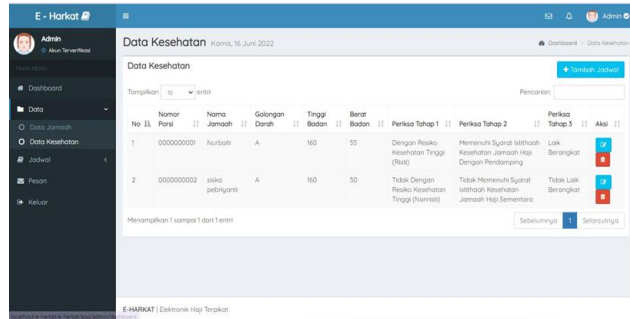 E - Harkat
Admin
Admin
Akun Terverifikasi
MAIN MENU
Dashboard
Data
Data Jamaah
Data Kesehatan
Jadwal
Pesan
Keluar
Data Kesehatan Kamis, 16 Juni 2022
Dashboard Data Kesehatan
Data Kesehatan
+ Tambah Jadwal
Tampilkan 10 entri
Pencarian:
No Nomor Porsi Nama Jamaah Golongan Darah Tinggi Badan Berat Badan Periksa Tahap 1 Periksa Tahap 2 Periksa Tahap 3 Aksi
1 0000000001 Nurbaiti A 160 55 Dengan Resiko Kesehatan Tinggi (Risti) Memenuhi Syarat Istithaah Kesehatan Jamaah Haji Dengan Pendamping Laik Berangkat
2 0000000002 siska pebriyanti A 160 50 Tidak Dengan Resiko Kesehatan Tinggi (Nonristi) Tidak Memenuhi Syarat Istithaah Kesehatan Jamaah Haji Sementara Tidak Laik Berangkat
Menampilkan 1 sampai 1 dari 1 entri
Sebelumnya 1 Selanjutnya
E-HARKAT | Elektronik Haji Terpikat